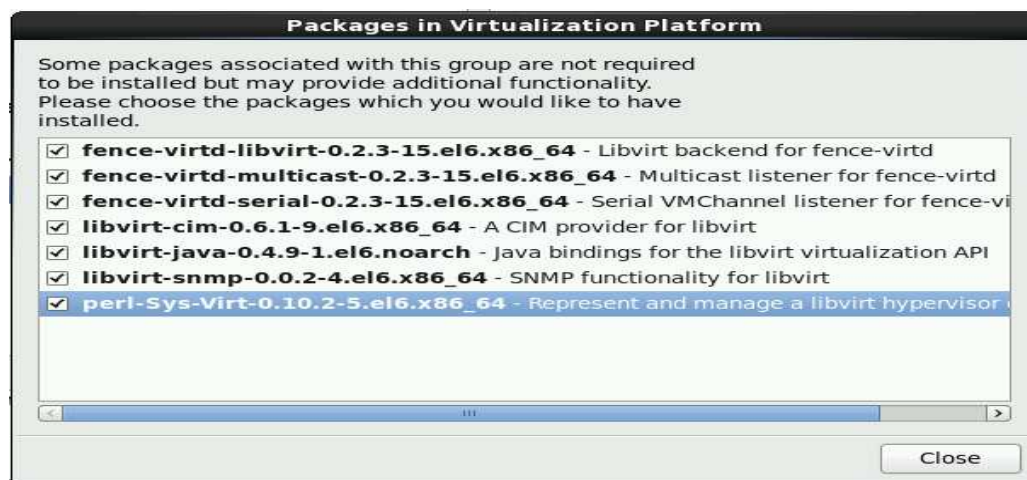 Packages in Virtualization Platform
Some packages associated with this group are not required
to be installed but may provide additional functionality.
Please choose the packages which you would like to have
installed.
fence-virtd-libvirt-0.2.3-15.el6.x86_64 - Libvirt backend for fence-virtd
fence-virtd-multicast-0.2.3-15.el6.x86_64 - Multicast listener for fence-virtd
fence-virtd-serial-0.2.3-15.el6.x86_64 - Serial VMChannel listener for fence-vi
libvirt-cim-0.6.1-9.el6.x86_64 - A CIM provider for libvirt
libvirt-java-0.4.9-1.el6.noarch - Java bindings for the libvirt virtualization API
libvirt-snmp-0.0.2-4.el6.x86_64 - SNMP functionality for libvirt
perl-Sys-Virt-0.10.2-5.el6.x86_64 - Represent and manage a libvirt hypervisor
Close